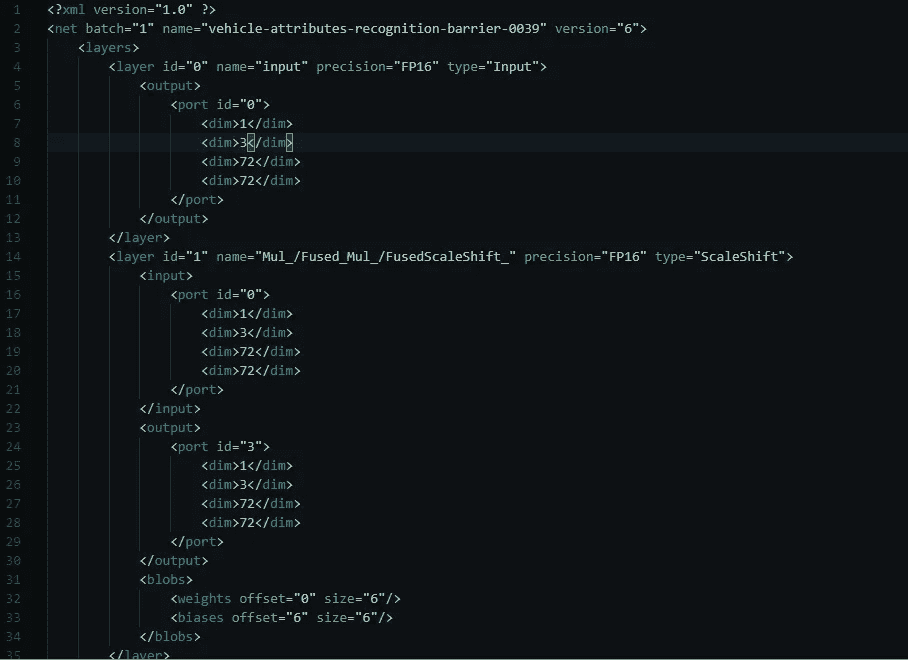 1 <?xml version="1.0" ?>
2 <net batch="1" name="vehicle-attributes-recognition-barrier-0039" version="6">
3     <layers>
4         <layer id="0" name="input" precision="FP16" type="Input">
5             <output>
6                 <port id="0">
7                     <dim>1</dim>
8                     <dim>3</dim>
9                     <dim>72</dim>
10                     <dim>72</dim>
11                 </port>
12             </output>
13         </layer>
14         <layer id="1" name="Mul_/Fused_Mul_/FusedScaleShift_" precision="FP16" type="ScaleShift">
15             <input>
16                 <port id="0">
17                     <dim>1</dim>
18                     <dim>3</dim>
19                     <dim>72</dim>
20                     <dim>72</dim>
21                 </port>
22             </input>
23             <output>
24                 <port id="3">
25                     <dim>1</dim>
26                     <dim>3</dim>
27                     <dim>72</dim>
28                     <dim>72</dim>
29                 </port>
30             </output>
31             <blobs>
32                 <weights offset="0" size="6"/>
33                 <biases offset="6" size="6"/>
34             </blobs>
35         </layer>